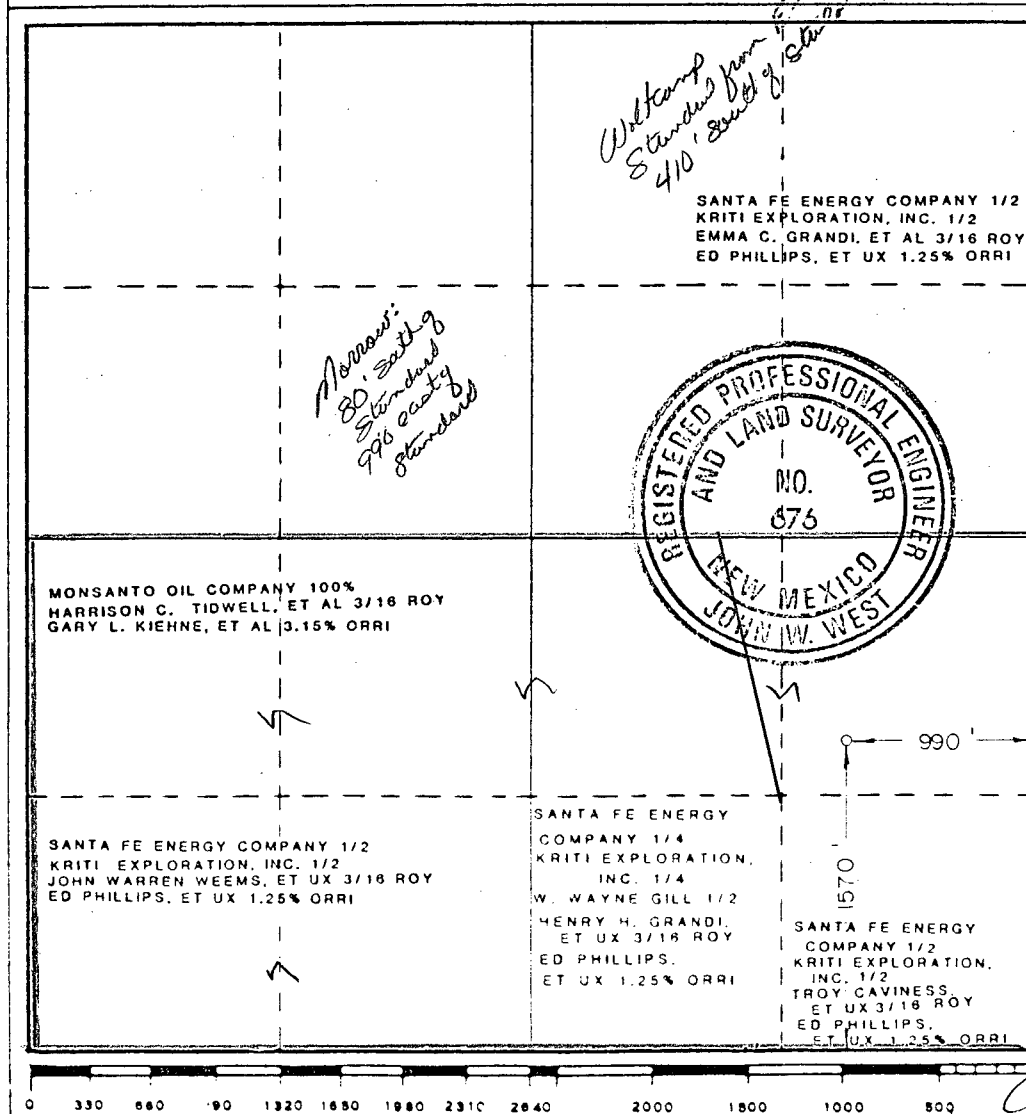 Wolfcamp
Standard from
410' South of
SANTA FE ENERGY COMPANY 1/2
KRITI EXPLORATION, INC. 1/2
EMMA C. GRANDI, ET AL 3/16 ROY
ED PHILLIPS, ET UX 1.25% ORRI
Morrow:
80' South of
Standard
990 east of
Standard
REGISTERED PROFESSIONAL ENGINEER
AND LAND SURVEYOR
NO.
676
NEW MEXICO
JOHN W. WEST
MONSANTO OIL COMPANY 100%
HARRISON C. TIDWELL, ET AL 3/16 ROY
GARY L. KIEHNE, ET AL 3.15% ORRI
990'
SANTA FE ENERGY COMPANY 1/2
KRITI EXPLORATION, INC. 1/2
JOHN WARREN WEEMS, ET UX 3/16 ROY
ED PHILLIPS, ET UX 1.25% ORRI
SANTA FE ENERGY
COMPANY 1/4
KRITI EXPLORATION,
INC. 1/4
W. WAYNE GILL 1/2
HENRY H. GRANDI,
ET UX 3/16 ROY
ED PHILLIPS,
ET UX 1.25% ORRI
1570'
SANTA FE ENERGY
COMPANY 1/2
KRITI EXPLORATION,
INC. 1/2
TROY CAVINESS,
ET UX 3/16 ROY
ED PHILLIPS,
ET UX 1.25% ORRI
0 330 660 90 1320 1650 1980 2310 2640 2000 1500 1000 500